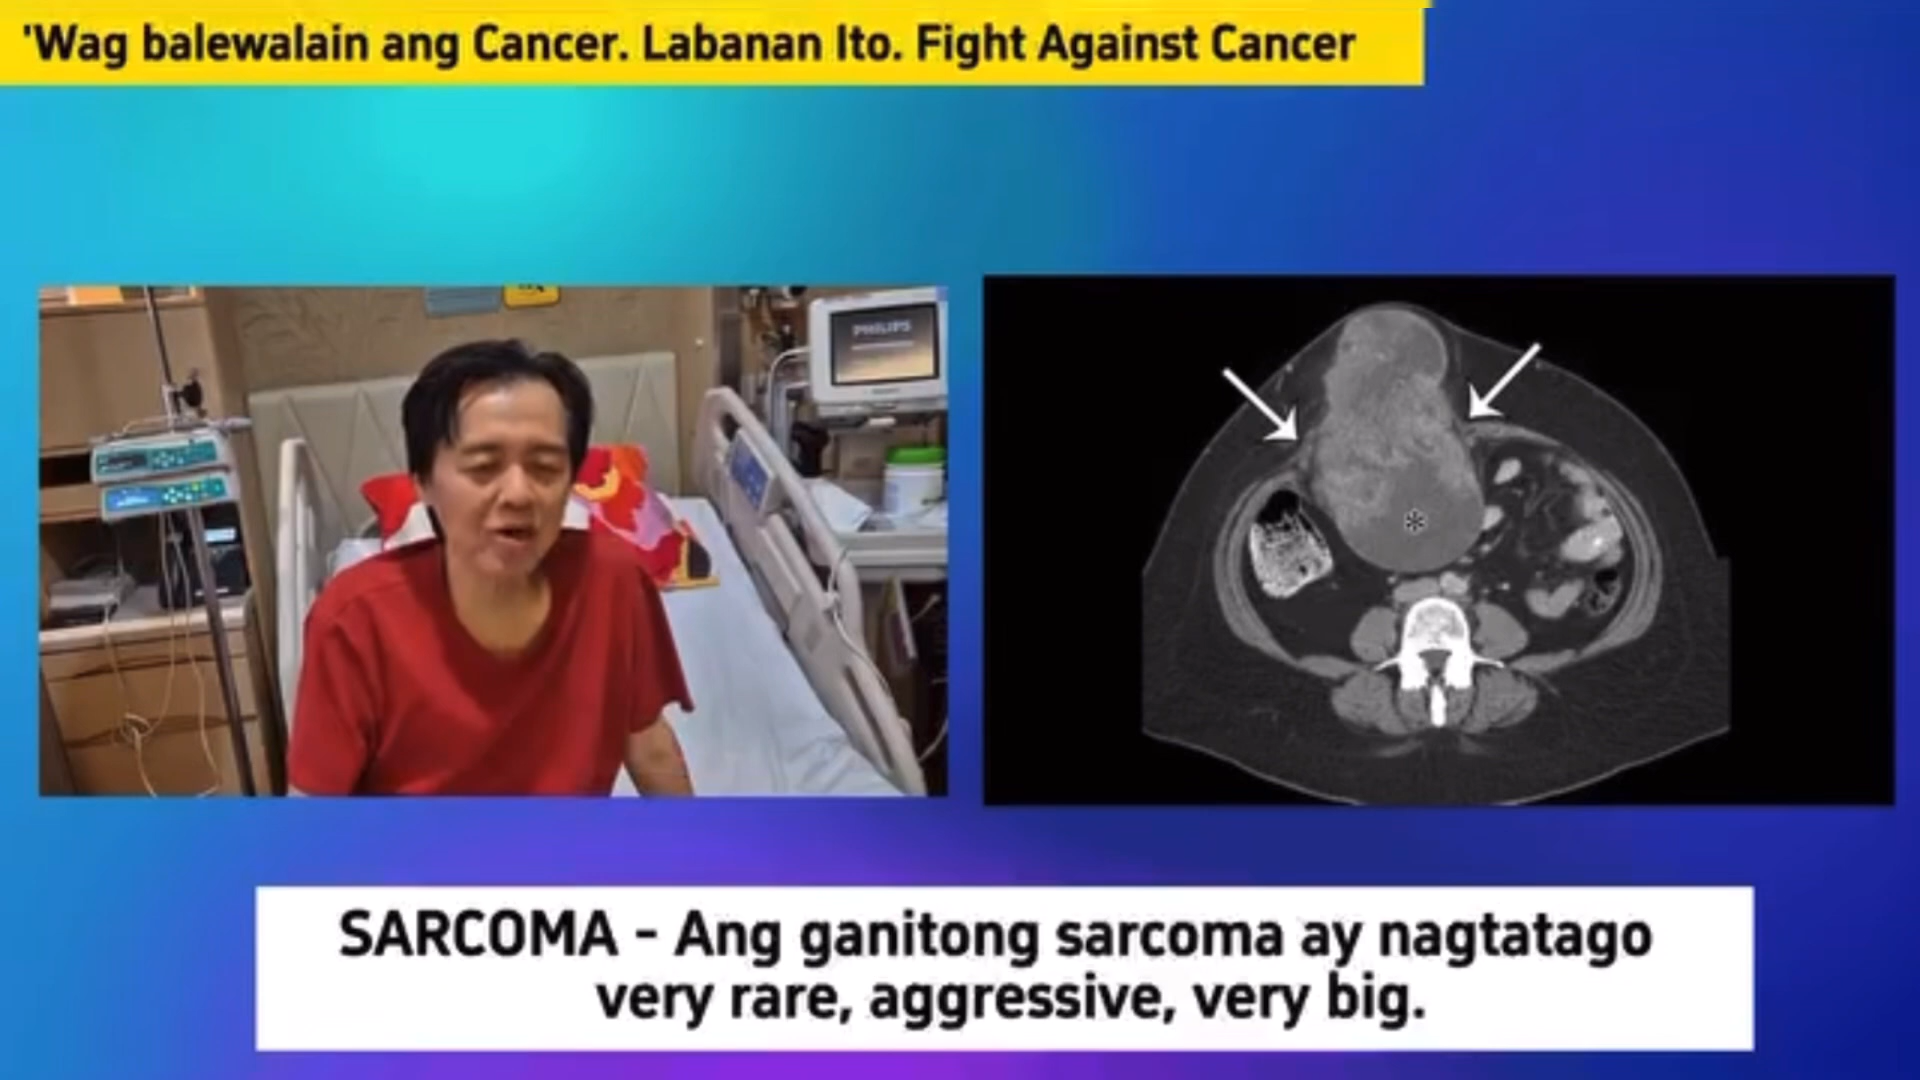 'Wag balewalain ang Cancer. Labanan Ito. Fight Against Cancer
PHILIPS
SARCOMA - Ang ganitong sarcoma ay nagtatago
very rare, aggressive, very big.